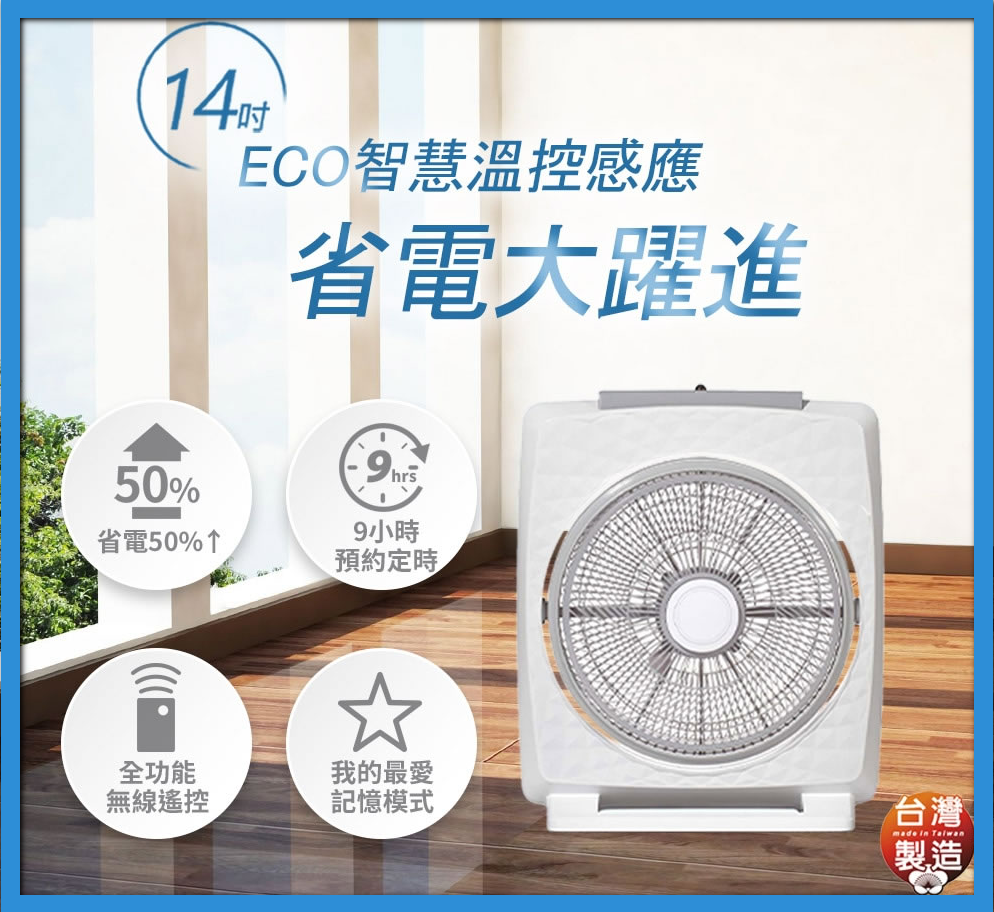 14吋
ECO智慧溫控感應
省電大躍進
50%
省電50%↑
9hrs
9小時
預約定時
全功能
無線遙控
我的最愛
記憶模式
台灣
made in Taiwan
製造